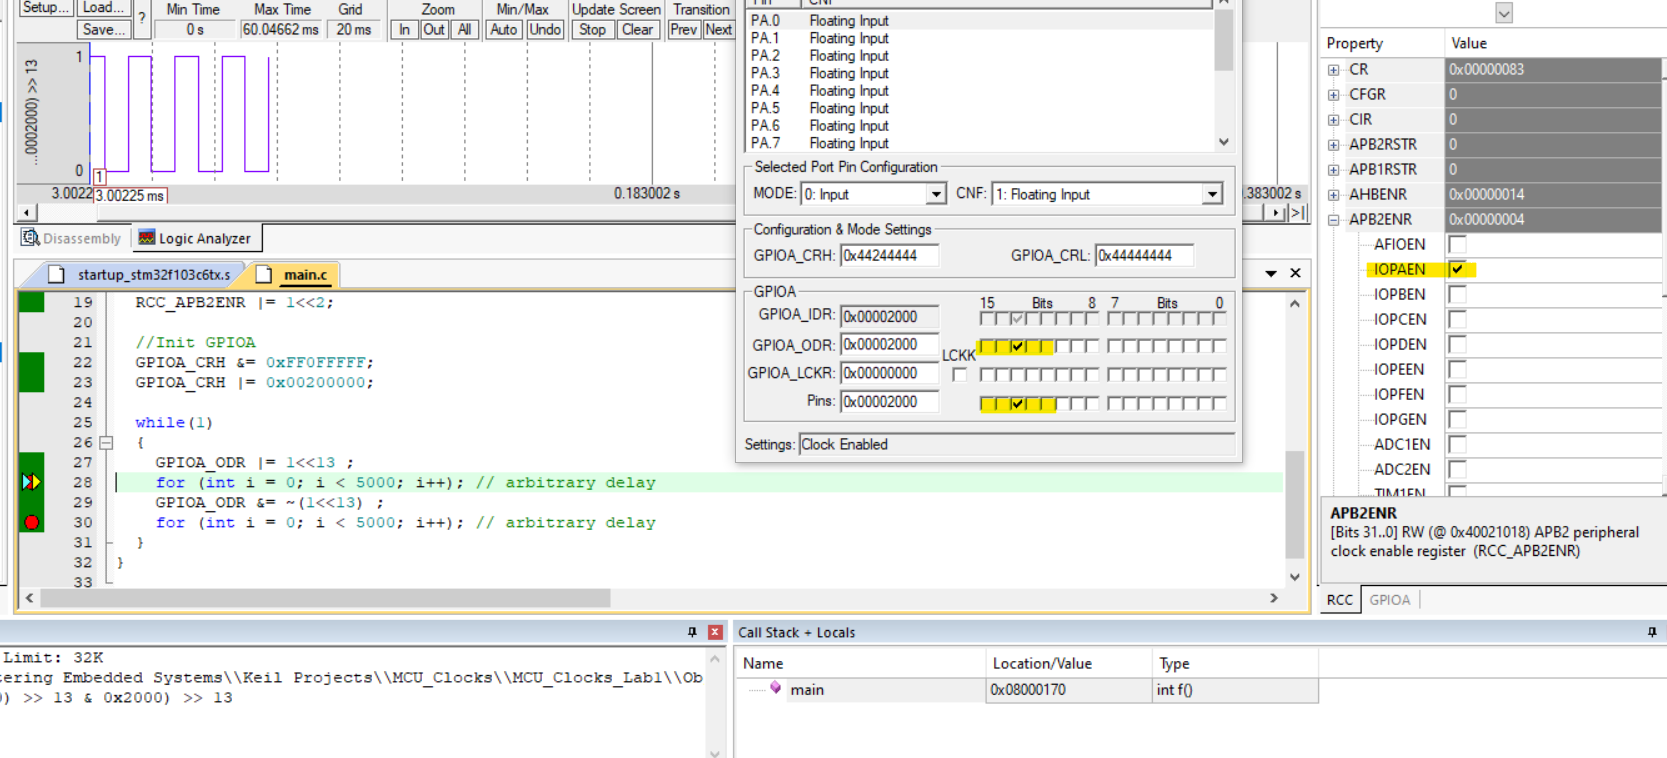 Setup...
Load...
Save...
?
Min Time
0 s
Max Time
60.04662 ms
Grid
20 ms
Zoom
In
Out
All
Min/Max
Auto
Undo
Update Screen
Stop
Clear
Transition
Prev
Next
...0002000) >> 13
1
0
1
3.0022
3.00225 ms
0.183002 s
.383002 s
Disassembly
Logic Analyzer
CNF
PA.0 Floating Input
PA.1 Floating Input
PA.2 Floating Input
PA.3 Floating Input
PA.4 Floating Input
PA.5 Floating Input
PA.6 Floating Input
PA.7 Floating Input
Selected Port Pin Configuration
MODE: 0: Input
CNF: 1: Floating Input
Configuration & Mode Settings
GPIOA_CRH: 0x44244444
GPIOA_CRL: 0x44444444
GPIOA
15 Bits 8 7 Bits 0
GPIOA_IDR: 0x00002000
GPIOA_ODR: 0x00002000
LCKK
GPIOA_LCKR: 0x00000000
Pins: 0x00002000
Settings: Clock Enabled
startup_stm32f103c6tx.s
main.c
19 RCC_APB2ENR |= 1<<2;
20
21 //Init GPIOA
22 GPIOA_CRH &= 0xFF0FFFFF;
23 GPIOA_CRH |= 0x00200000;
24
25 while(1)
26 {
27 GPIOA_ODR |= 1<<13 ;
28 for (int i = 0; i < 5000; i++); // arbitrary delay
29 GPIOA_ODR &= ~(1<<13) ;
30 for (int i = 0; i < 5000; i++); // arbitrary delay
31 }
32 }
33
Property Value
CR 0x00000083
CFGR 0
CIR 0
APB2RSTR 0
APB1RSTR 0
AHBENR 0x00000014
APB2ENR 0x00000004
AFIOEN
IOPAEN
IOPBEN
IOPCEN
IOPDEN
IOPEEN
IOPFEN
IOPGEN
ADC1EN
ADC2EN
TIM1EN
APB2ENR
[Bits 31..0] RW (@ 0x40021018) APB2 peripheral
clock enable register (RCC_APB2ENR)
RCC
GPIOA
Limit: 32K
tering Embedded Systems\\Keil Projects\\MCU_Clocks\\MCU_Clocks_Lab1\\Ob
) >> 13 & 0x2000) >> 13
Call Stack + Locals
Name Location/Value Type
main 0x08000170 int f()